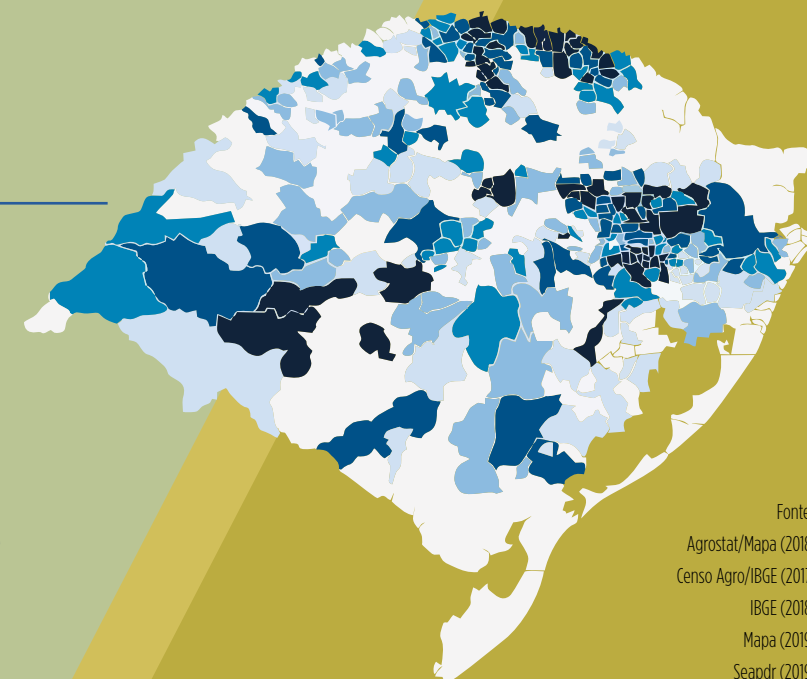 Fonte
Agrostat/Mapa (2018
Censo Agro/IBGE (2017
IBGE (2018
Mapa (2019
Seapdr (2019